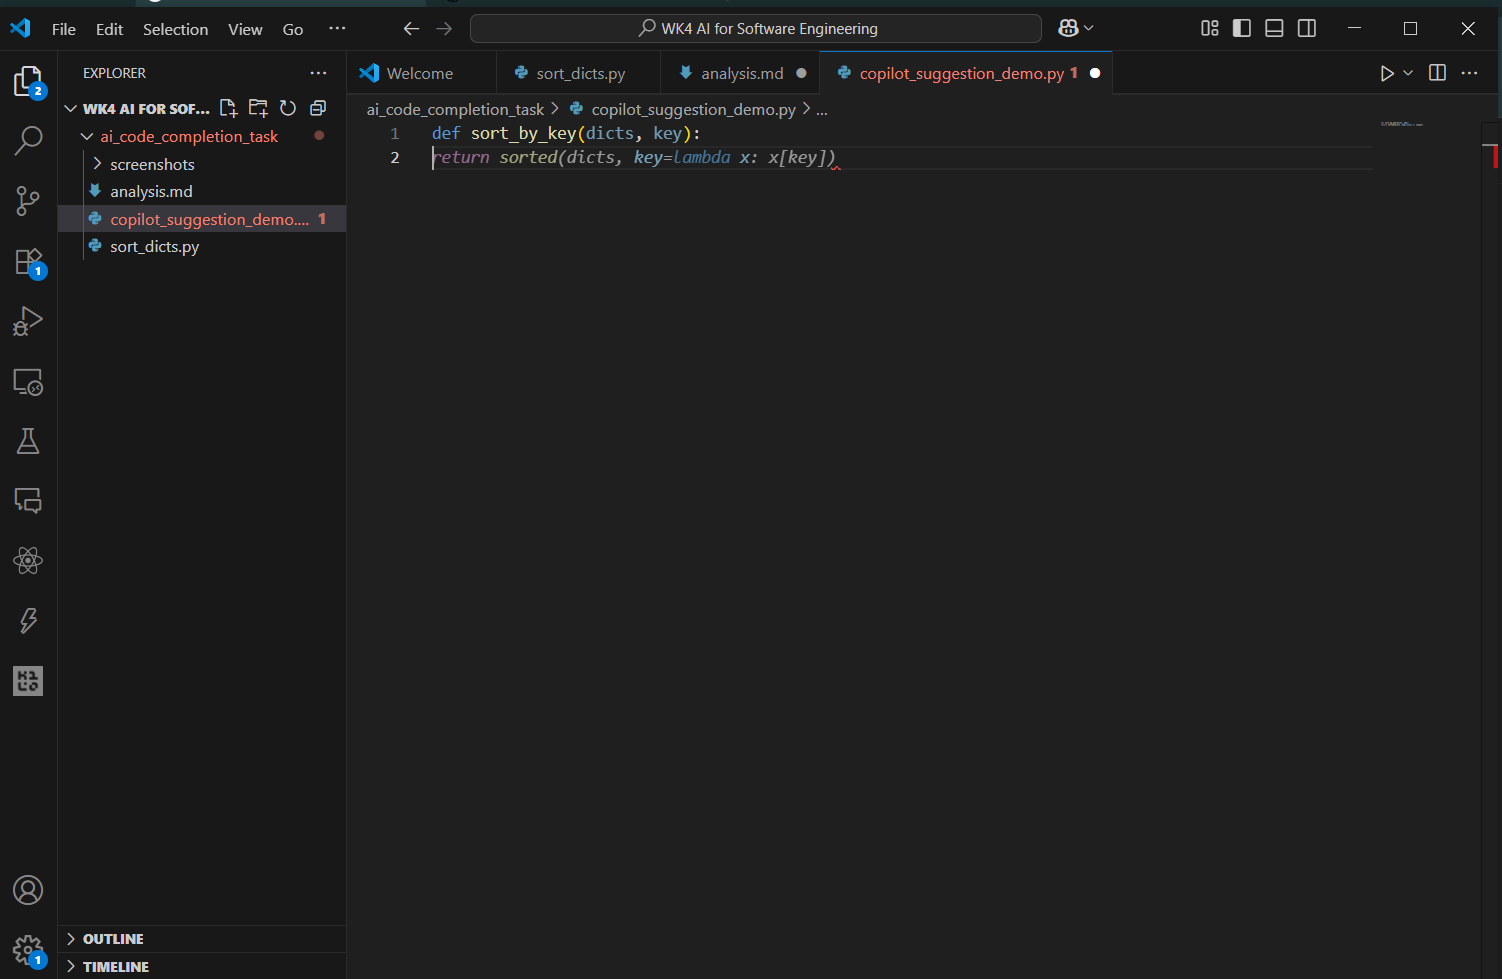 File Edit Selection View Go ··· WK4 AI for Software Engineering
EXPLORER ···
Welcome sort_dicts.py analysis.md copilot_suggestion_demo.py 1
WK4 AI FOR SOF...
ai_code_completion_task
screenshots
analysis.md
copilot_suggestion_demo.... 1
sort_dicts.py
ai_code_completion_task > copilot_suggestion_demo.py > ...
1 def sort_by_key(dicts, key):
2 return sorted(dicts, key=lambda x: x[key])
2
1
1
OUTLINE
TIMELINE